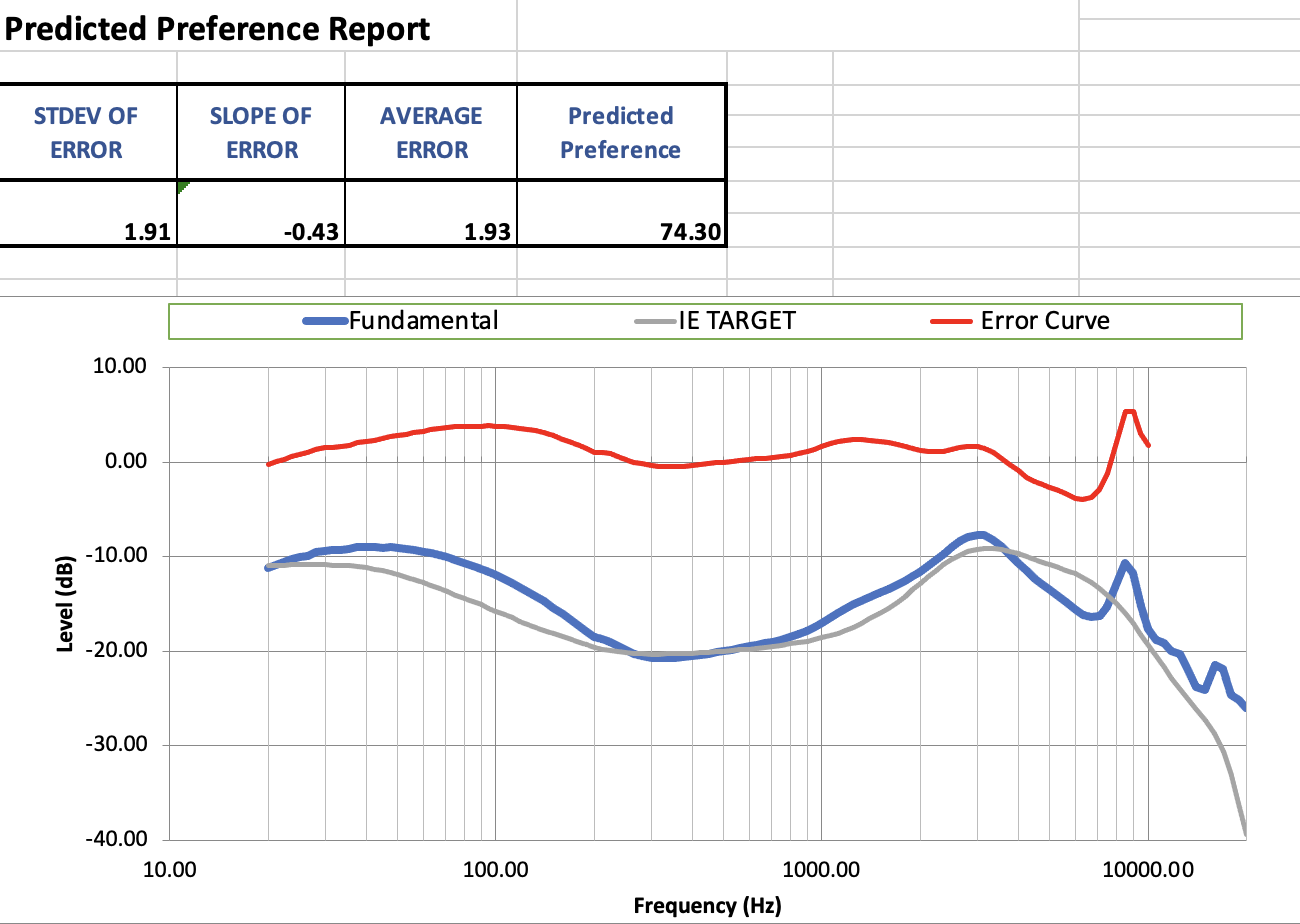 Predicted Preference Report
STDEV OF ERROR
SLOPE OF ERROR
AVERAGE ERROR
Predicted Preference
1.91
-0.43
1.93
74.30
Fundamental
IE TARGET
Error Curve
10.00
0.00
-10.00
-20.00
-30.00
-40.00
Level (dB)
10.00
100.00
1000.00
10000.00
Frequency (Hz)